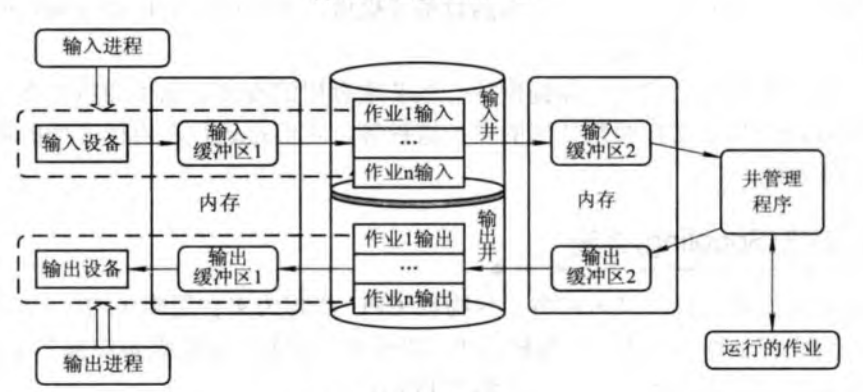 输入进程
输入设备
输入
缓冲区1
内存
作业1输入
...
作业n输入
输入井
输入
缓冲区2
内存
井管理
程序
输出设备
输出
缓冲区1
作业1输出
...
作业n输出
输出井
输出
缓冲区2
输出进程
运行的作业